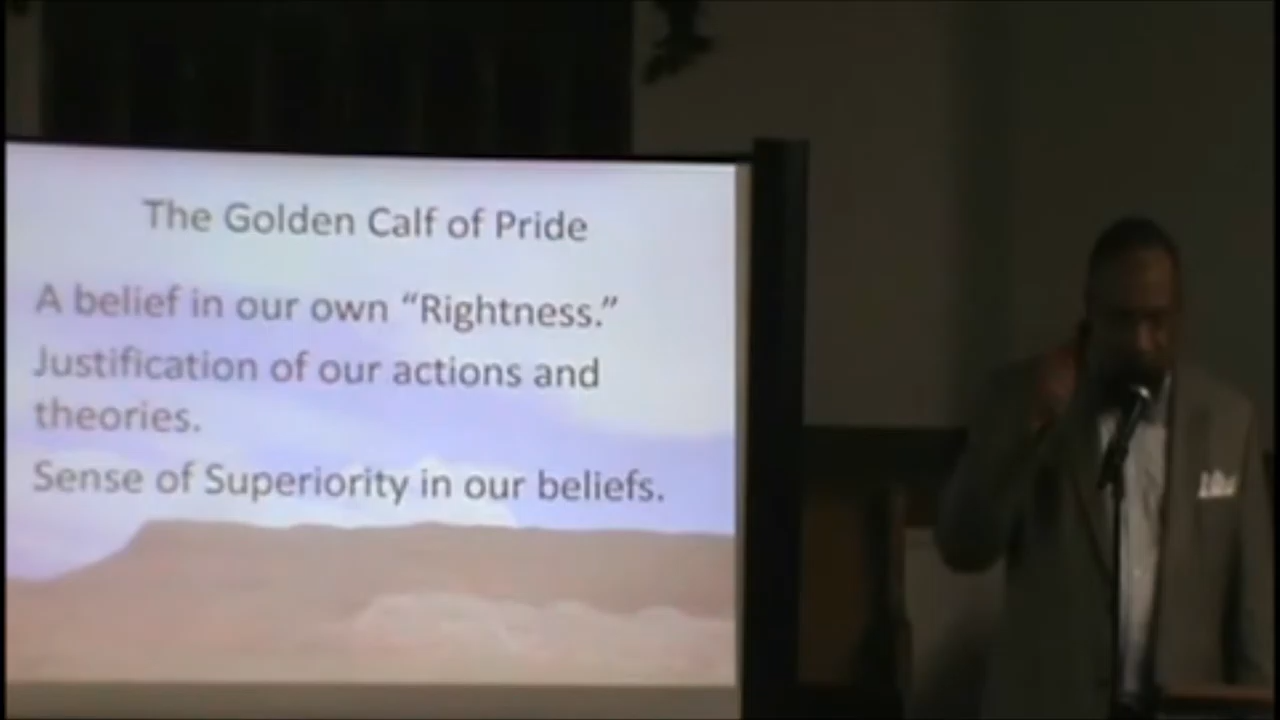 The Golden Calf of Pride
A belief in our own “Rightness.”
Justification of our actions and
theories.
Sense of Superiority in our beliefs.